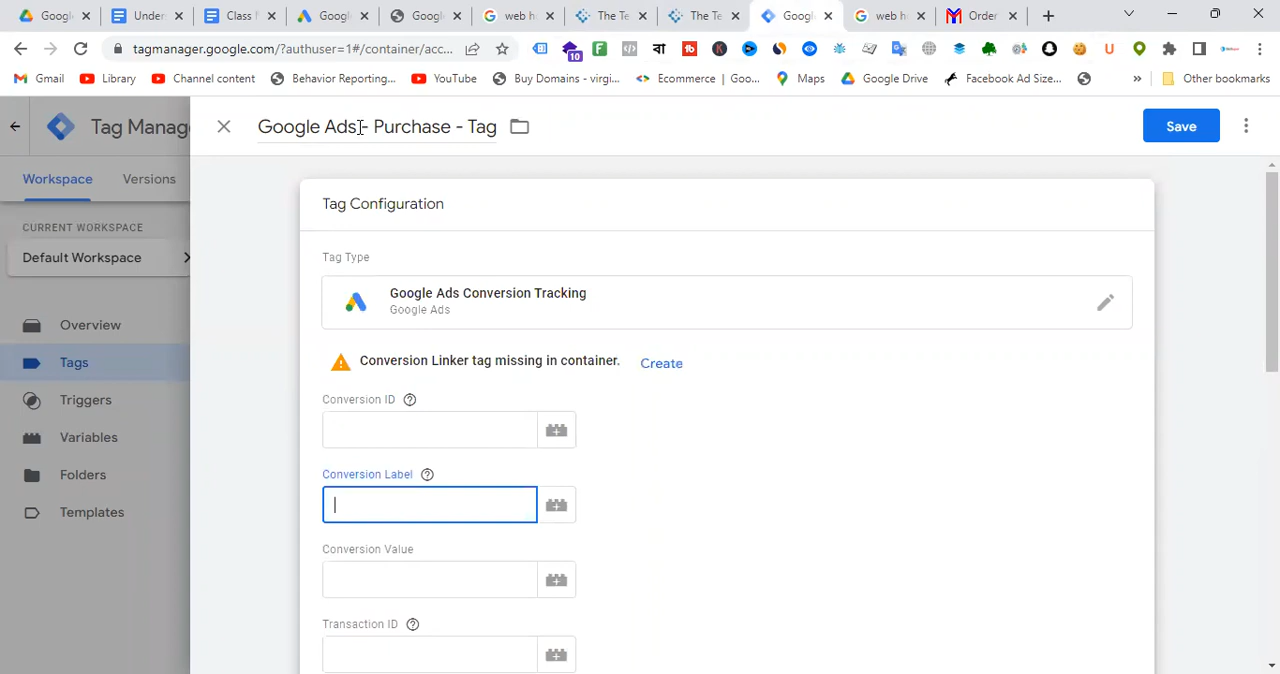 Googl
Under
Class M
Googl
Google
web h
The Te
The Te
Googl
web h
Order
tagmanager.google.com/?authuser=1#/container/acc...
10
Gmail
Library
Channel content
Behavior Reporting...
YouTube
Buy Domains - virgi...
Ecommerce | Goo...
Maps
Google Drive
Facebook Ad Size...
Other bookmarks
Tag Mana
Google Ads - Purchase - Tag
Save
Workspace
Versions
CURRENT WORKSPACE
Default Workspace
Overview
Tags
Triggers
Variables
Folders
Templates
Tag Configuration
Tag Type
Google Ads Conversion Tracking
Google Ads
Conversion Linker tag missing in container. Create
Conversion ID
Conversion Label
Conversion Value
Transaction ID